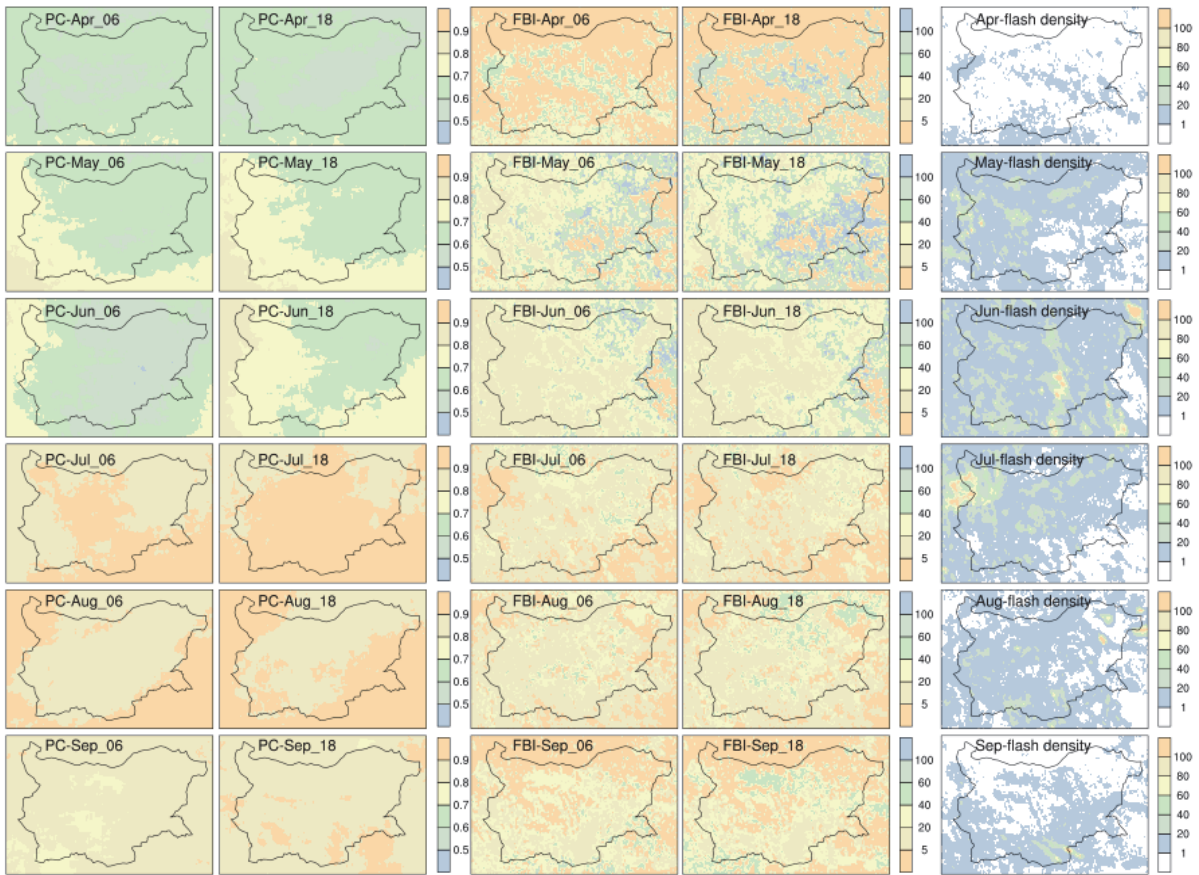 PC-Apr_06 PC-Apr_18 FBI-Apr_06 FBI-Apr_18 Apr-flash density
0.9 0.8 0.7 0.6 0.5
100 60 40 20 5
100 80 60 40 20 1
PC-May_06 PC-May_18 FBI-May_06 FBI-May_18 May-flash density
0.9 0.8 0.7 0.6 0.5
100 60 40 20 5
100 80 60 40 20 1
PC-Jun_06 PC-Jun_18 FBI-Jun_06 FBI-Jun_18 Jun-flash density
0.9 0.8 0.7 0.6 0.5
100 60 40 20 5
100 80 60 40 20 1
PC-Jul_06 PC-Jul_18 FBI-Jul_06 FBI-Jul_18 Jul-flash density
0.9 0.8 0.7 0.6 0.5
100 60 40 20 5
100 80 60 40 20 1
PC-Aug_06 PC-Aug_18 FBI-Aug_06 FBI-Aug_18 Aug-flash density
0.9 0.8 0.7 0.6 0.5
100 60 40 20 5
100 80 60 40 20 1
PC-Sep_06 PC-Sep_18 FBI-Sep_06 FBI-Sep_18 Sep-flash density
0.9 0.8 0.7 0.6 0.5
100 60 40 20 5
100 80 60 40 20 1